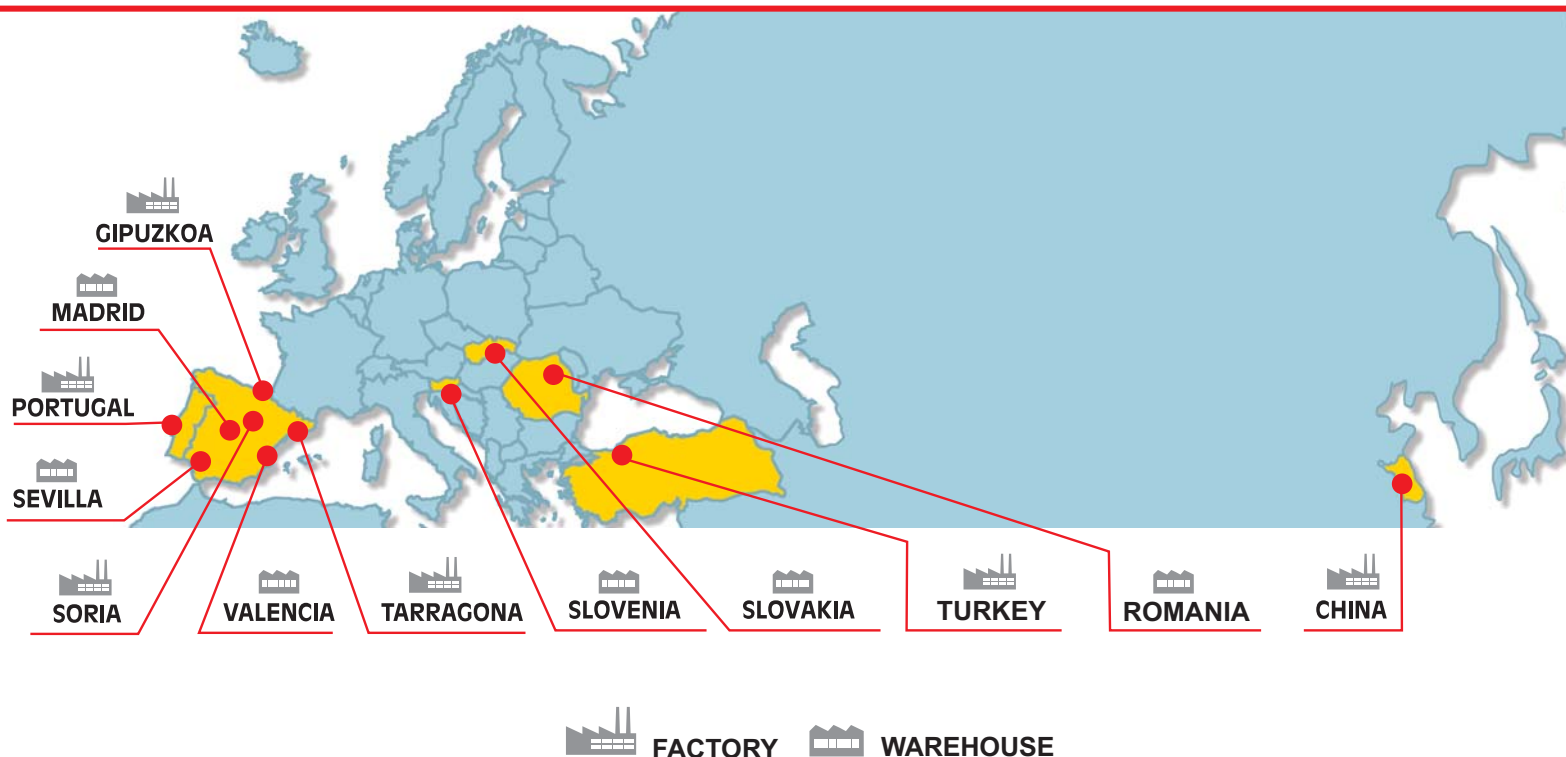 GIPUZKOA
MADRID
PORTUGAL
SEVILLA
SORIA
VALENCIA
TARRAGONA
SLOVENIA
SLOVAKIA
TURKEY
ROMANIA
CHINA
FACTORY
WAREHOUSE